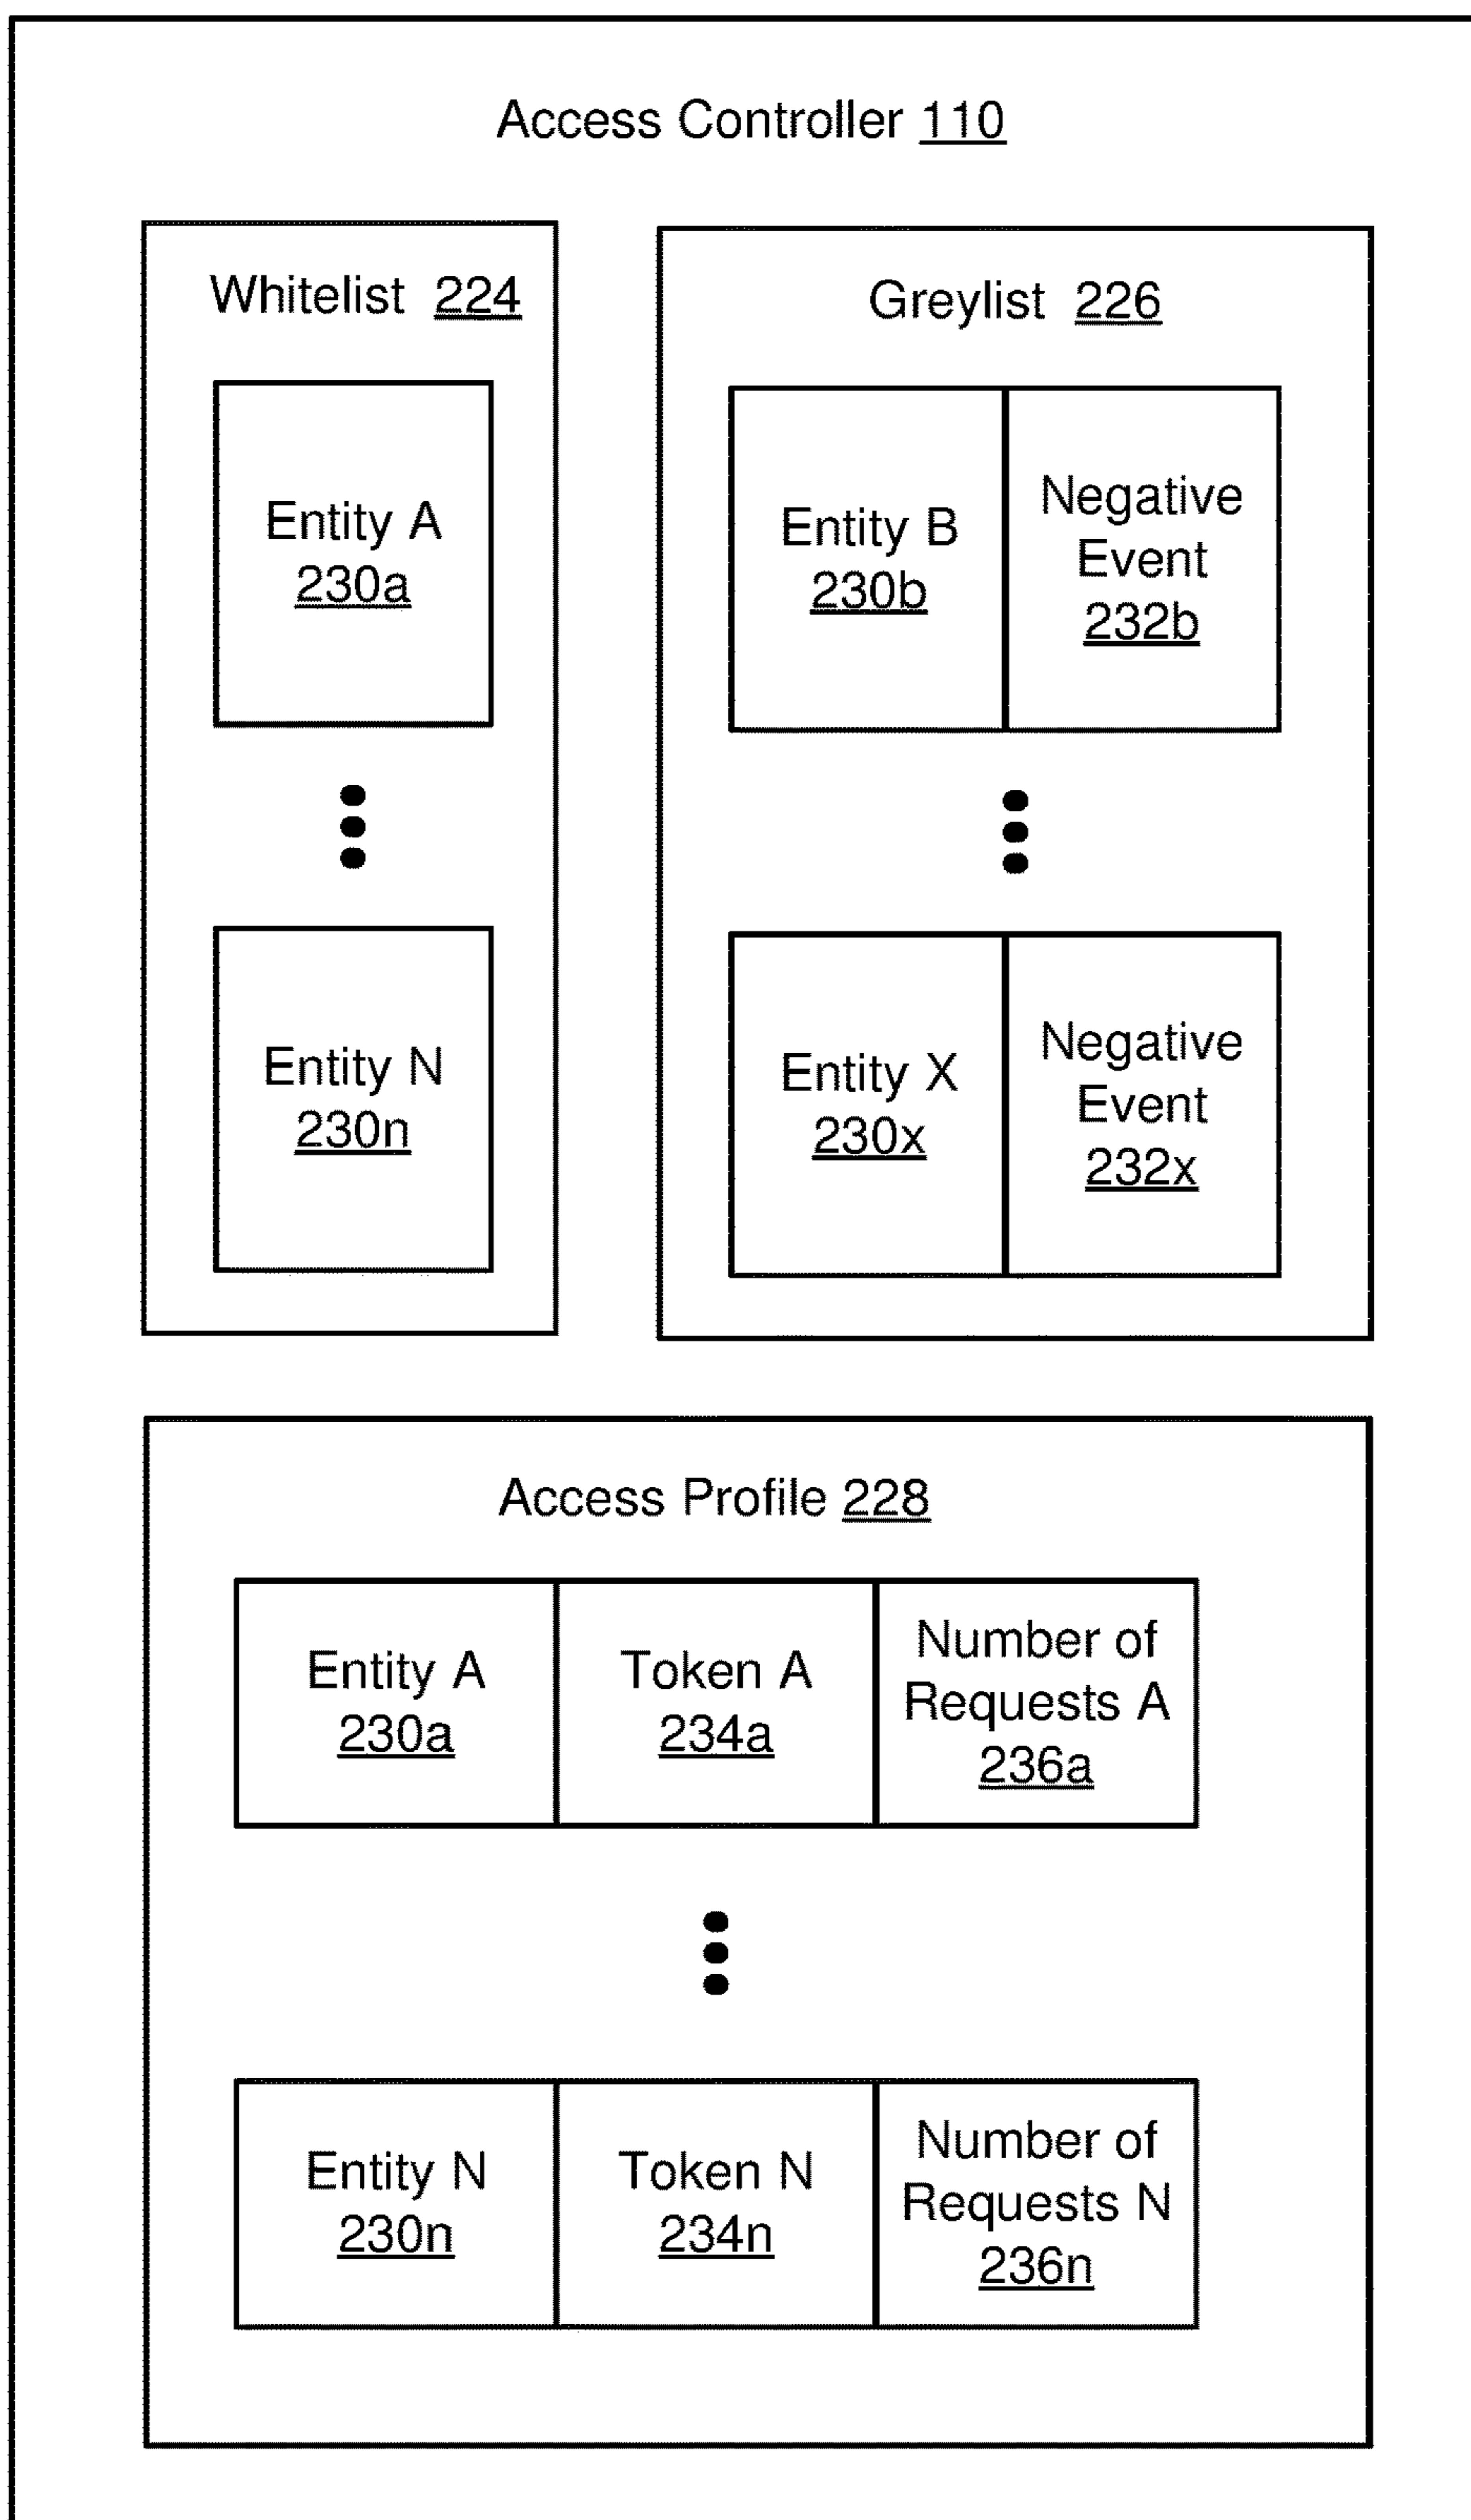 Access Controller 110
Whitelist 224
Entity A
230a
Entity N
230n
Greylist 226
Entity B
230b
Negative
Event
232b
Entity X
230x
Negative
Event
232x
Access Profile 228
Entity A
230a
Token A
234a
Number of
Requests A
236a
Entity N
230n
Token N
234n
Number of
Requests N
236n